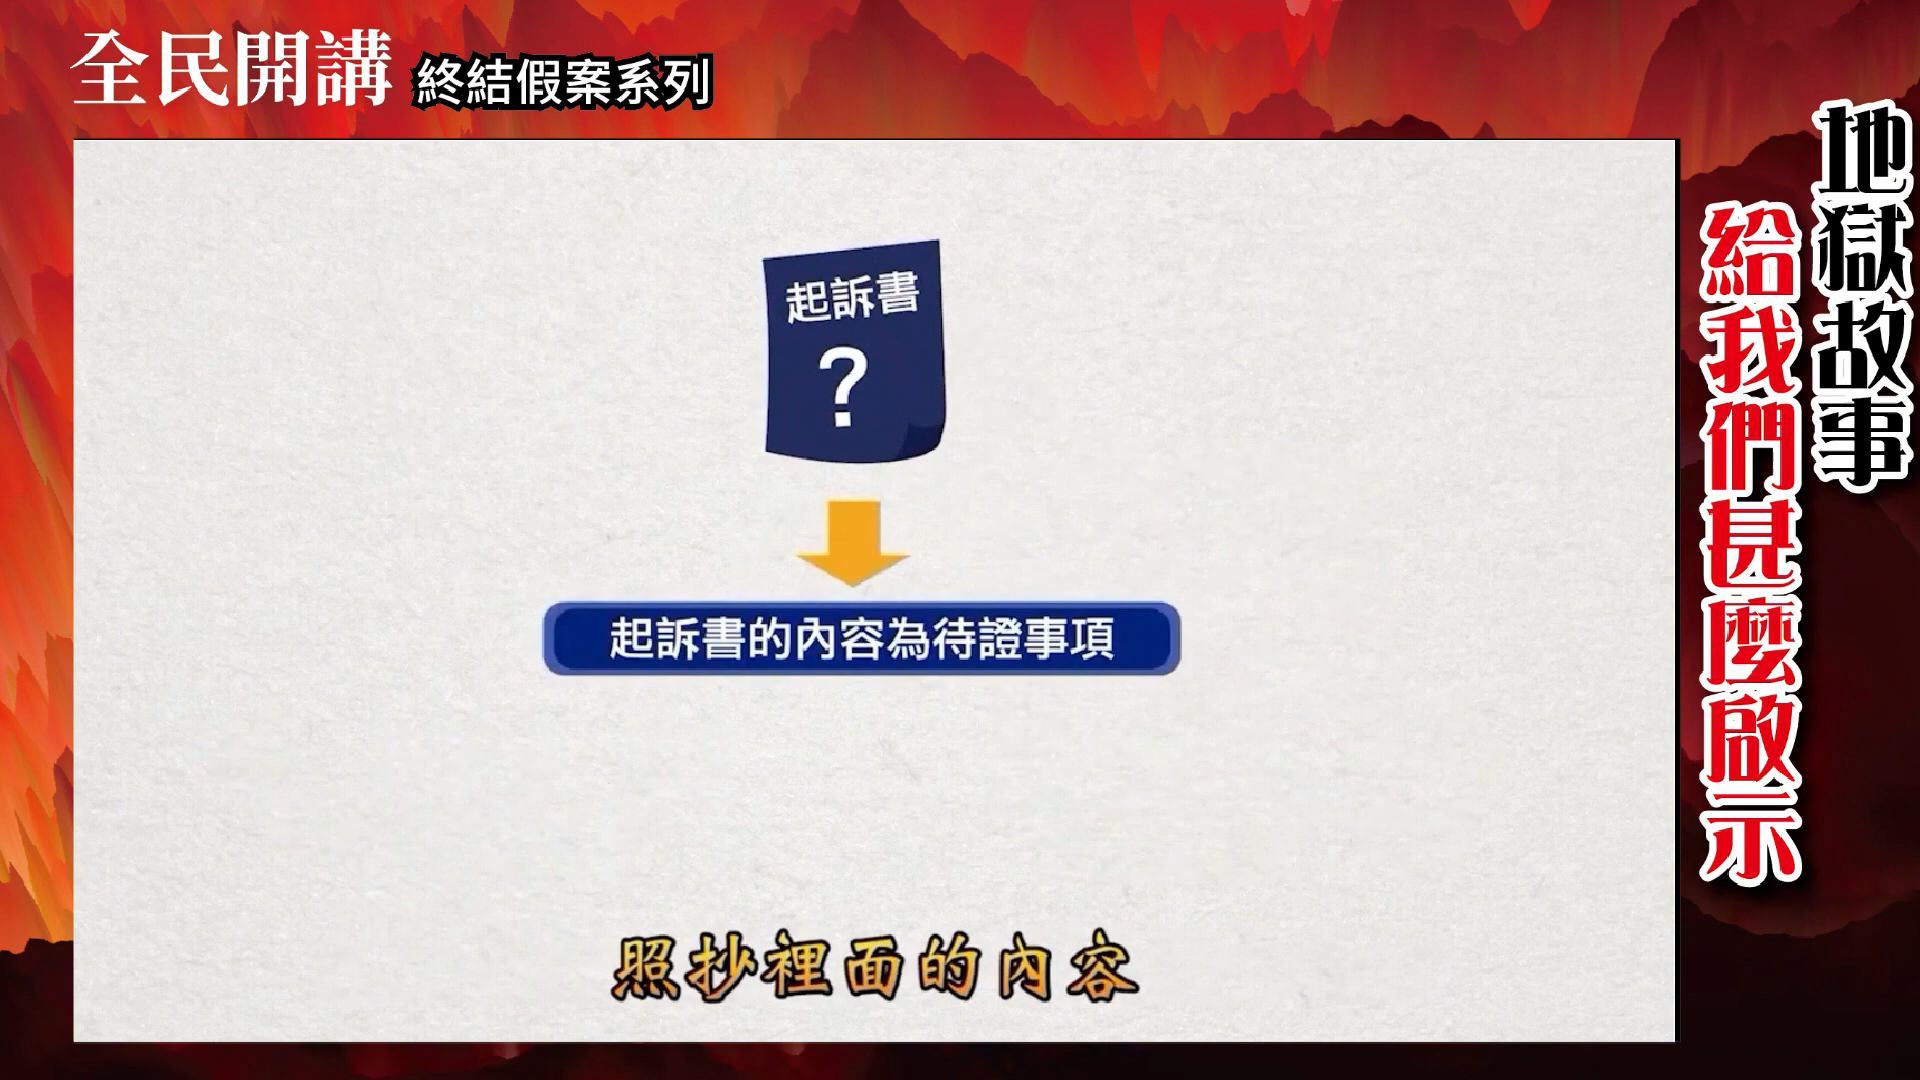 全民開講 終結假案系列
地獄故事
給我們甚麼啟示
起訴書
?
起訴書的內容為待證事項
照抄裡面的內容